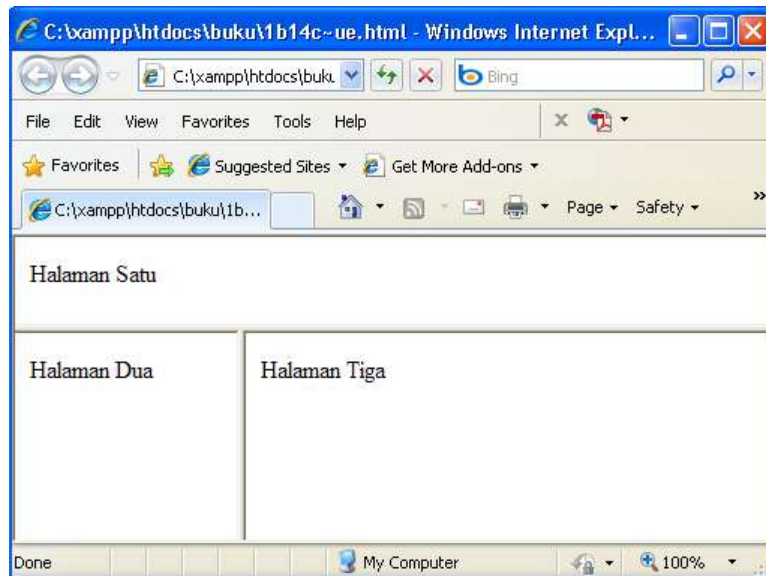 C:\xampp\htdocs\buku\1b14c~ue.html - Windows Internet Expl...
C:\xampp\htdocs\buku Bing
File Edit View Favorites Tools Help
Favorites Suggested Sites Get More Add-ons
C:\xampp\htdocs\buku\1b... Page Safety
Halaman Satu
Halaman Dua Halaman Tiga
Done My Computer 100%